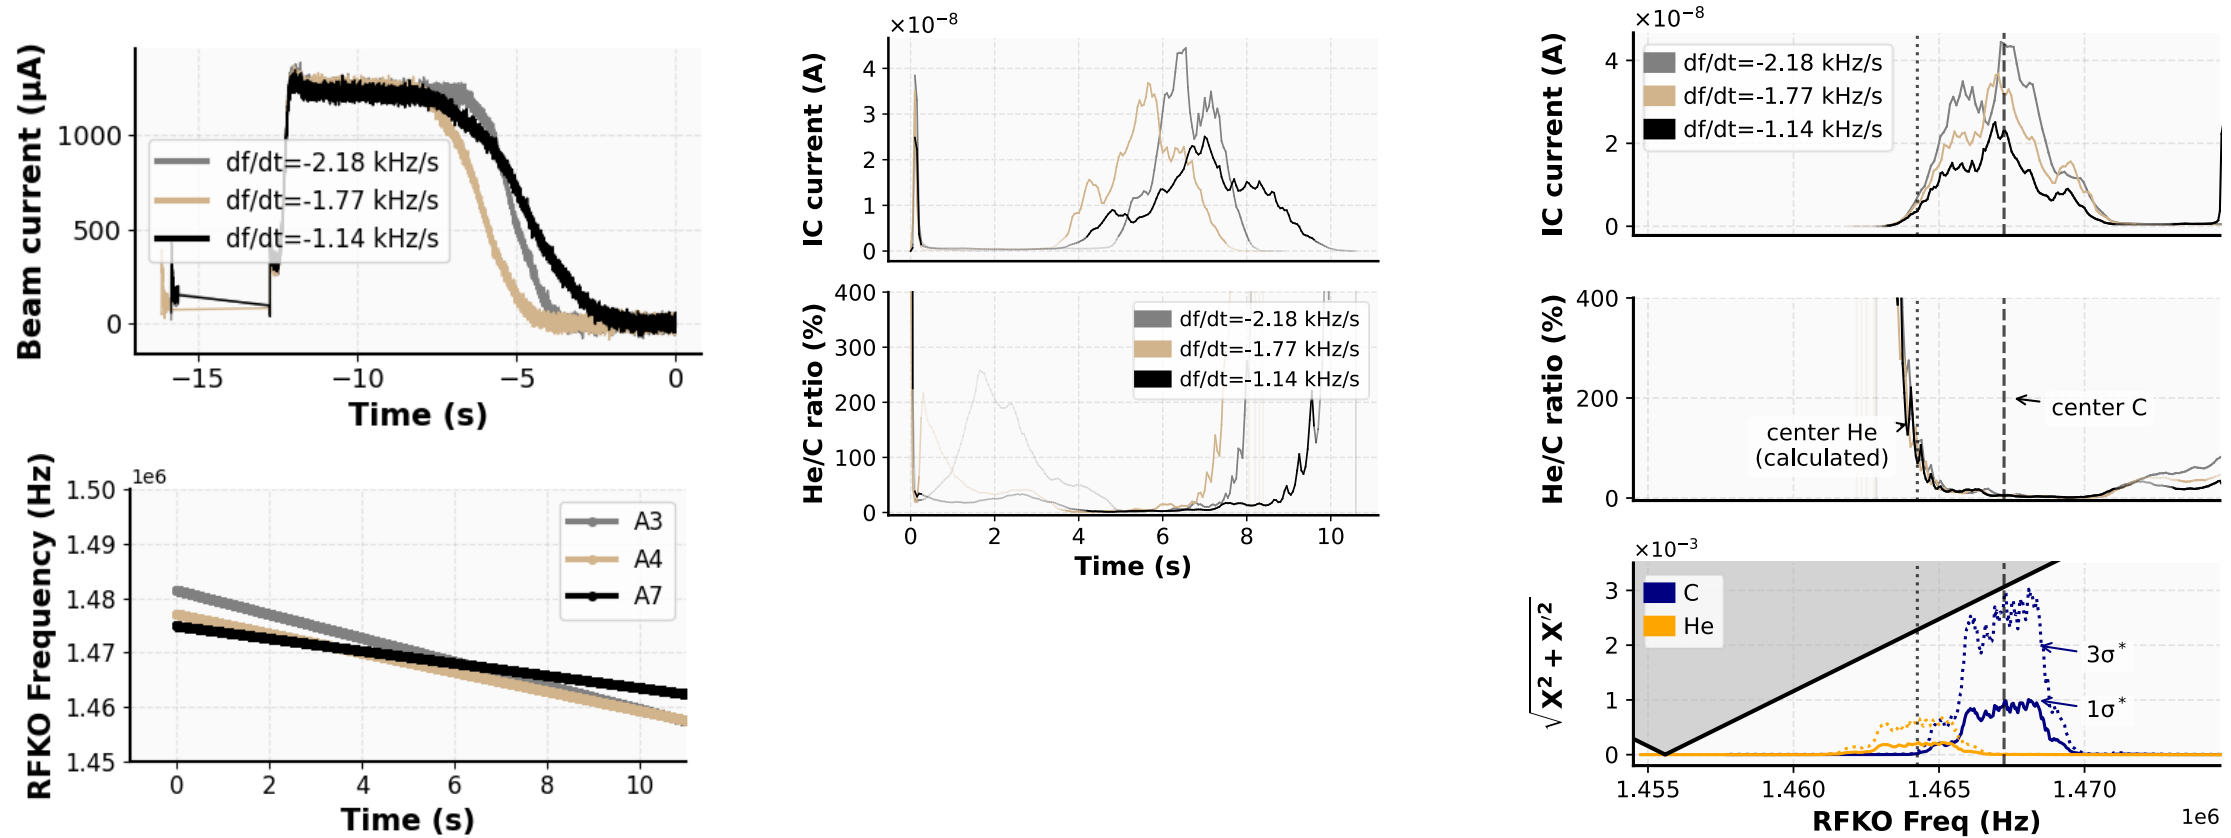 Beam current (μA)
1000
500
0
df/dt=-2.18 kHz/s
df/dt=-1.77 kHz/s
df/dt=-1.14 kHz/s
−15
−10
−5
0
Time (s)
1e6
RFKO Frequency (Hz)
1.50
1.49
1.48
1.47
1.46
1.45
A3
A4
A7
0
2
4
6
8
10
Time (s)
×10⁻⁸
IC current (A)
4
3
2
1
0
He/C ratio (%)
400
300
200
100
0
df/dt=-2.18 kHz/s
df/dt=-1.77 kHz/s
df/dt=-1.14 kHz/s
0
2
4
6
8
10
Time (s)
×10⁻⁸
IC current (A)
4
2
0
df/dt=-2.18 kHz/s
df/dt=-1.77 kHz/s
df/dt=-1.14 kHz/s
He/C ratio (%)
400
200
0
center C
center He
(calculated)
×10⁻³
√X² + X′²
3
2
1
0
C
He
3σ*
1σ*
1.455
1.460
1.465
1.470
RFKO Freq (Hz)
1e6